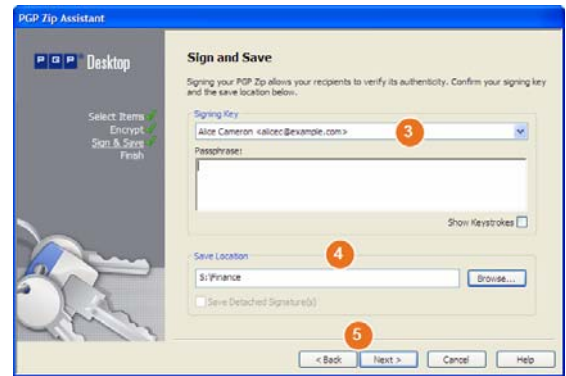 PGP Zip Assistant
PGP Desktop
Select Items
Encrypt
Sign & Save
Finish
Sign and Save
Signing your PGP Zip allows your recipients to verify its authenticity. Confirm your signing key
and the save location below.
Signing Key
Alice Cameron <alicec@example.com>
3
Passphrase:
Show Keystrokes
4
Save Location
S:\Finance
Browse...
Save Detached Signature(s)
5
< Back
Next >
Cancel
Help